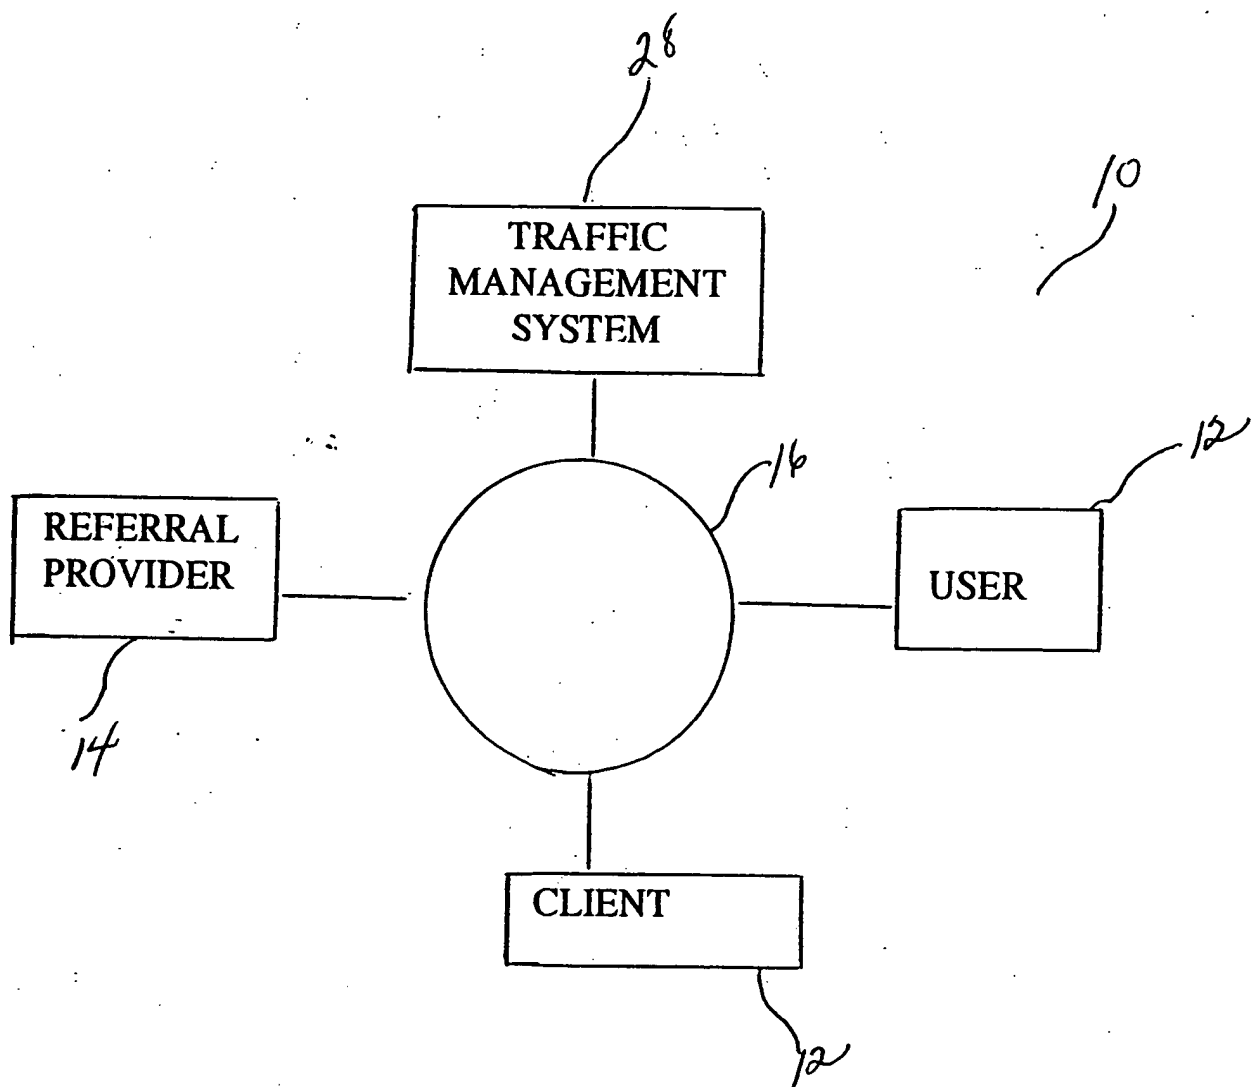 28
10
TRAFFIC
MANAGEMENT
SYSTEM
16
12
REFERRAL
PROVIDER
USER
14
CLIENT
12